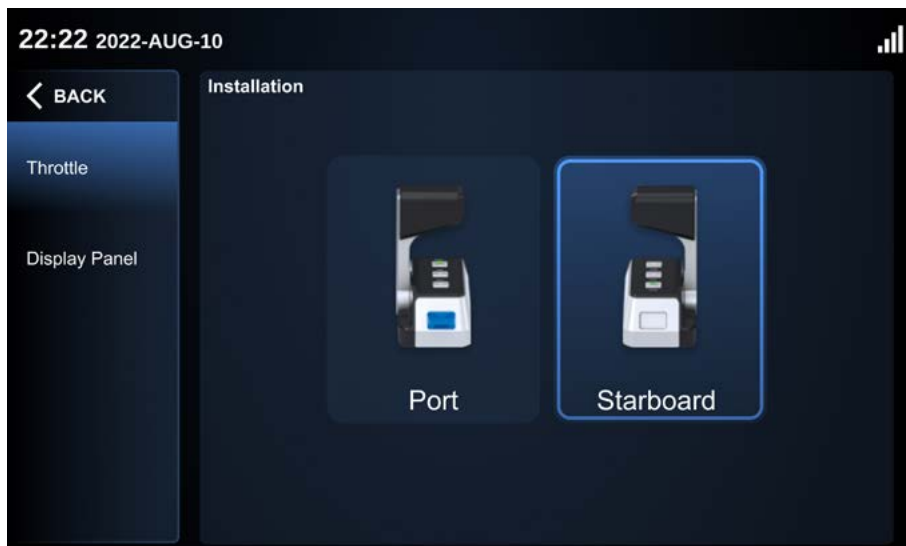 22:22 2022-AUG-10
BACK
Installation
Throttle
Display Panel
Port
Starboard